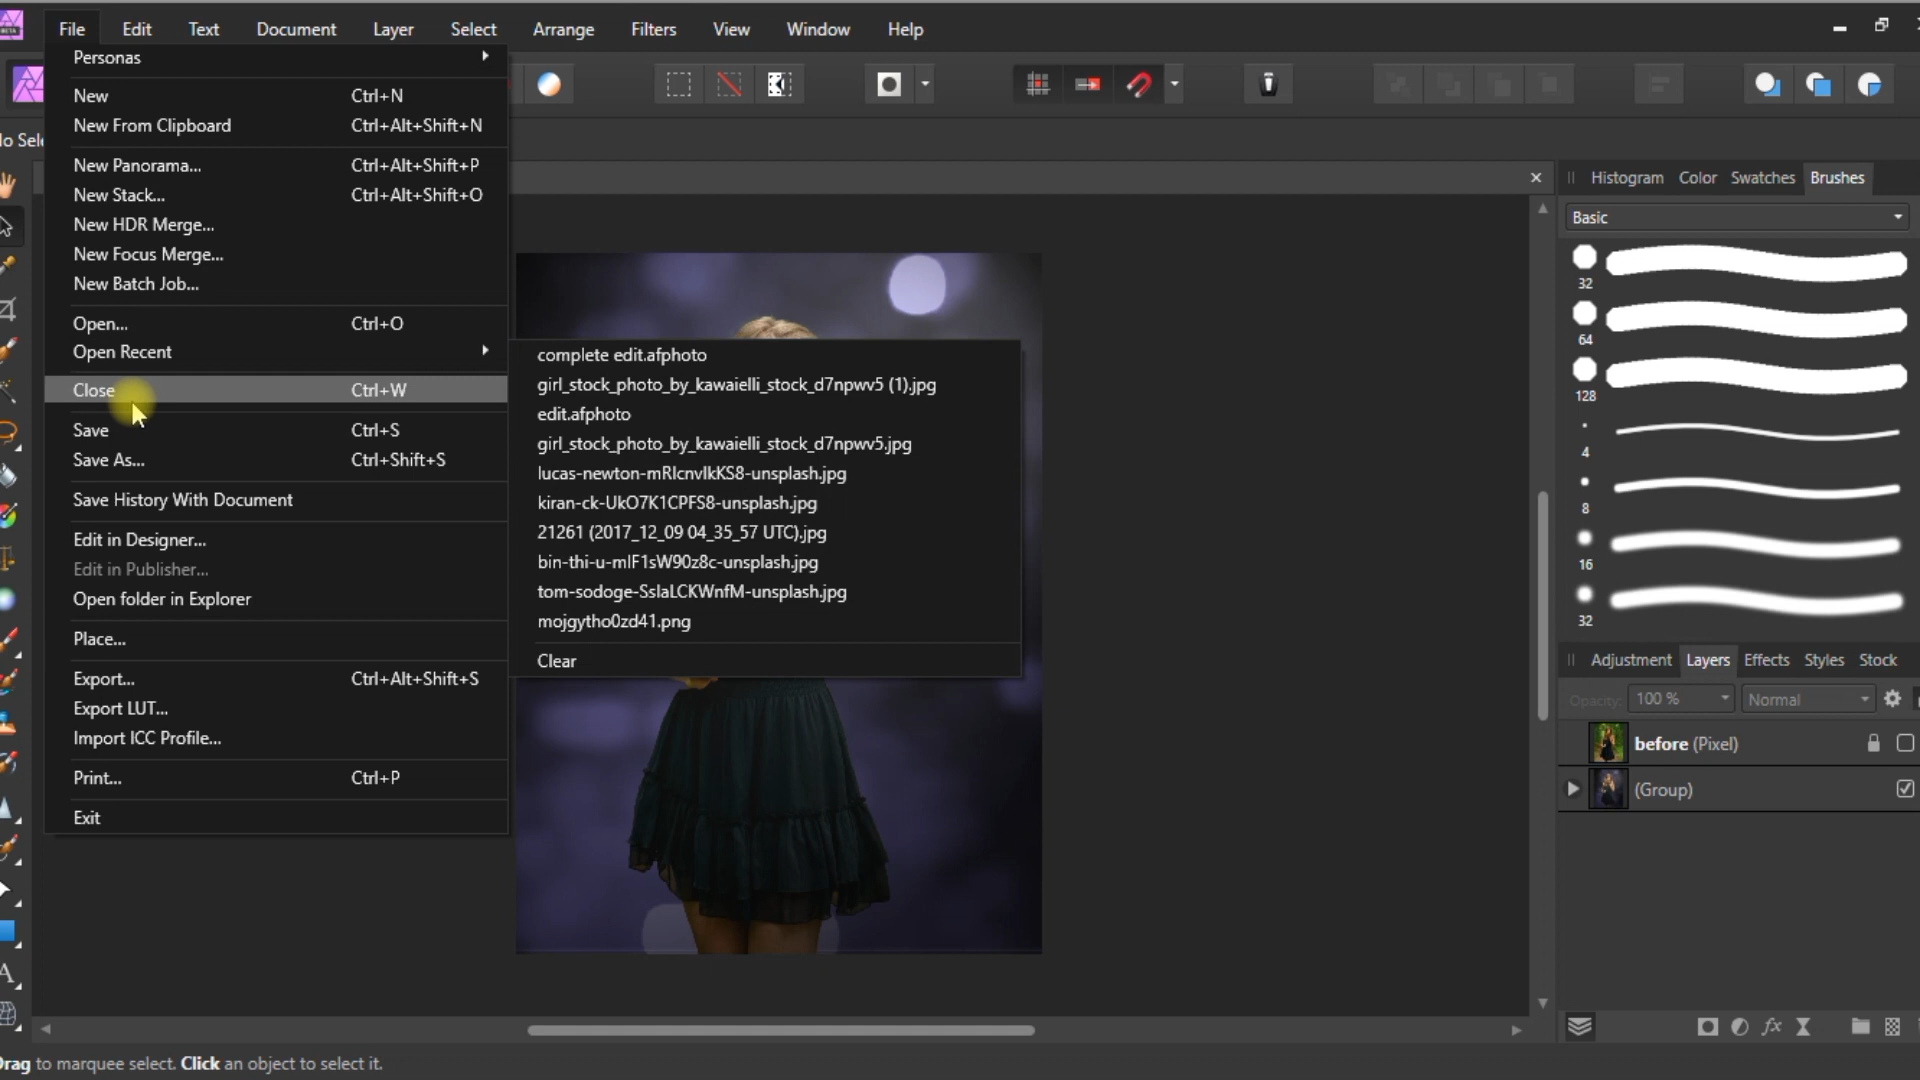 File Edit Text Document Layer Select Arrange Filters View Window Help
Personas
New Ctrl+N
New From Clipboard Ctrl+Alt+Shift+N
New Panorama... Ctrl+Alt+Shift+P
New Stack... Ctrl+Alt+Shift+O
New HDR Merge...
New Focus Merge...
New Batch Job...
Open... Ctrl+O
Open Recent
Close Ctrl+W
Save Ctrl+S
Save As... Ctrl+Shift+S
Save History With Document
Edit in Designer...
Edit in Publisher...
Open folder in Explorer
Place...
Export... Ctrl+Alt+Shift+S
Export LUT...
Import ICC Profile...
Print... Ctrl+P
Exit
complete edit.afphoto
girl_stock_photo_by_kawaielli_stock_d7npwv5 (1).jpg
edit.afphoto
girl_stock_photo_by_kawaielli_stock_d7npwv5.jpg
lucas-newton-mRIcnvlkKS8-unsplash.jpg
kiran-ck-UkO7K1CPFS8-unsplash.jpg
21261 (2017_12_09 04_35_57 UTC).jpg
bin-thi-u-mIF1sW90z8c-unsplash.jpg
tom-sodoge-SslaLCKWnfM-unsplash.jpg
mojgytho0zd41.png
Clear
Histogram Color Swatches Brushes
Basic
32
64
128
4
8
16
32
Adjustment Layers Effects Styles Stock
Opacity: 100 % Normal
before (Pixel)
(Group)
Drag to marquee select. Click an object to select it.